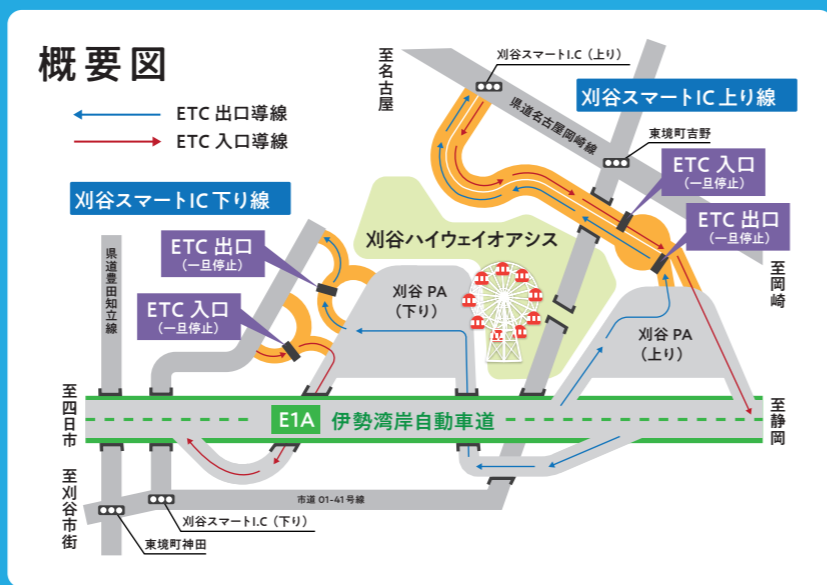 概要図
ETC 出口導線
ETC 入口導線
至名古屋
刈谷スマートI.C（上り）
県道名古屋岡崎線
刈谷スマートIC 上り線
東境町吉野
ETC 入口
（一旦停止）
ETC 出口
（一旦停止）
至岡崎
刈谷スマートIC 下り線
県道豊田知立線
ETC 出口
（一旦停止）
ETC 入口
（一旦停止）
刈谷ハイウェイオアシス
刈谷 PA
（下り）
刈谷 PA
（上り）
至四日市
E1A 伊勢湾岸自動車道
至静岡
至刈谷市街
市道 01-41 号線
刈谷スマートI.C（下り）
東境町神田